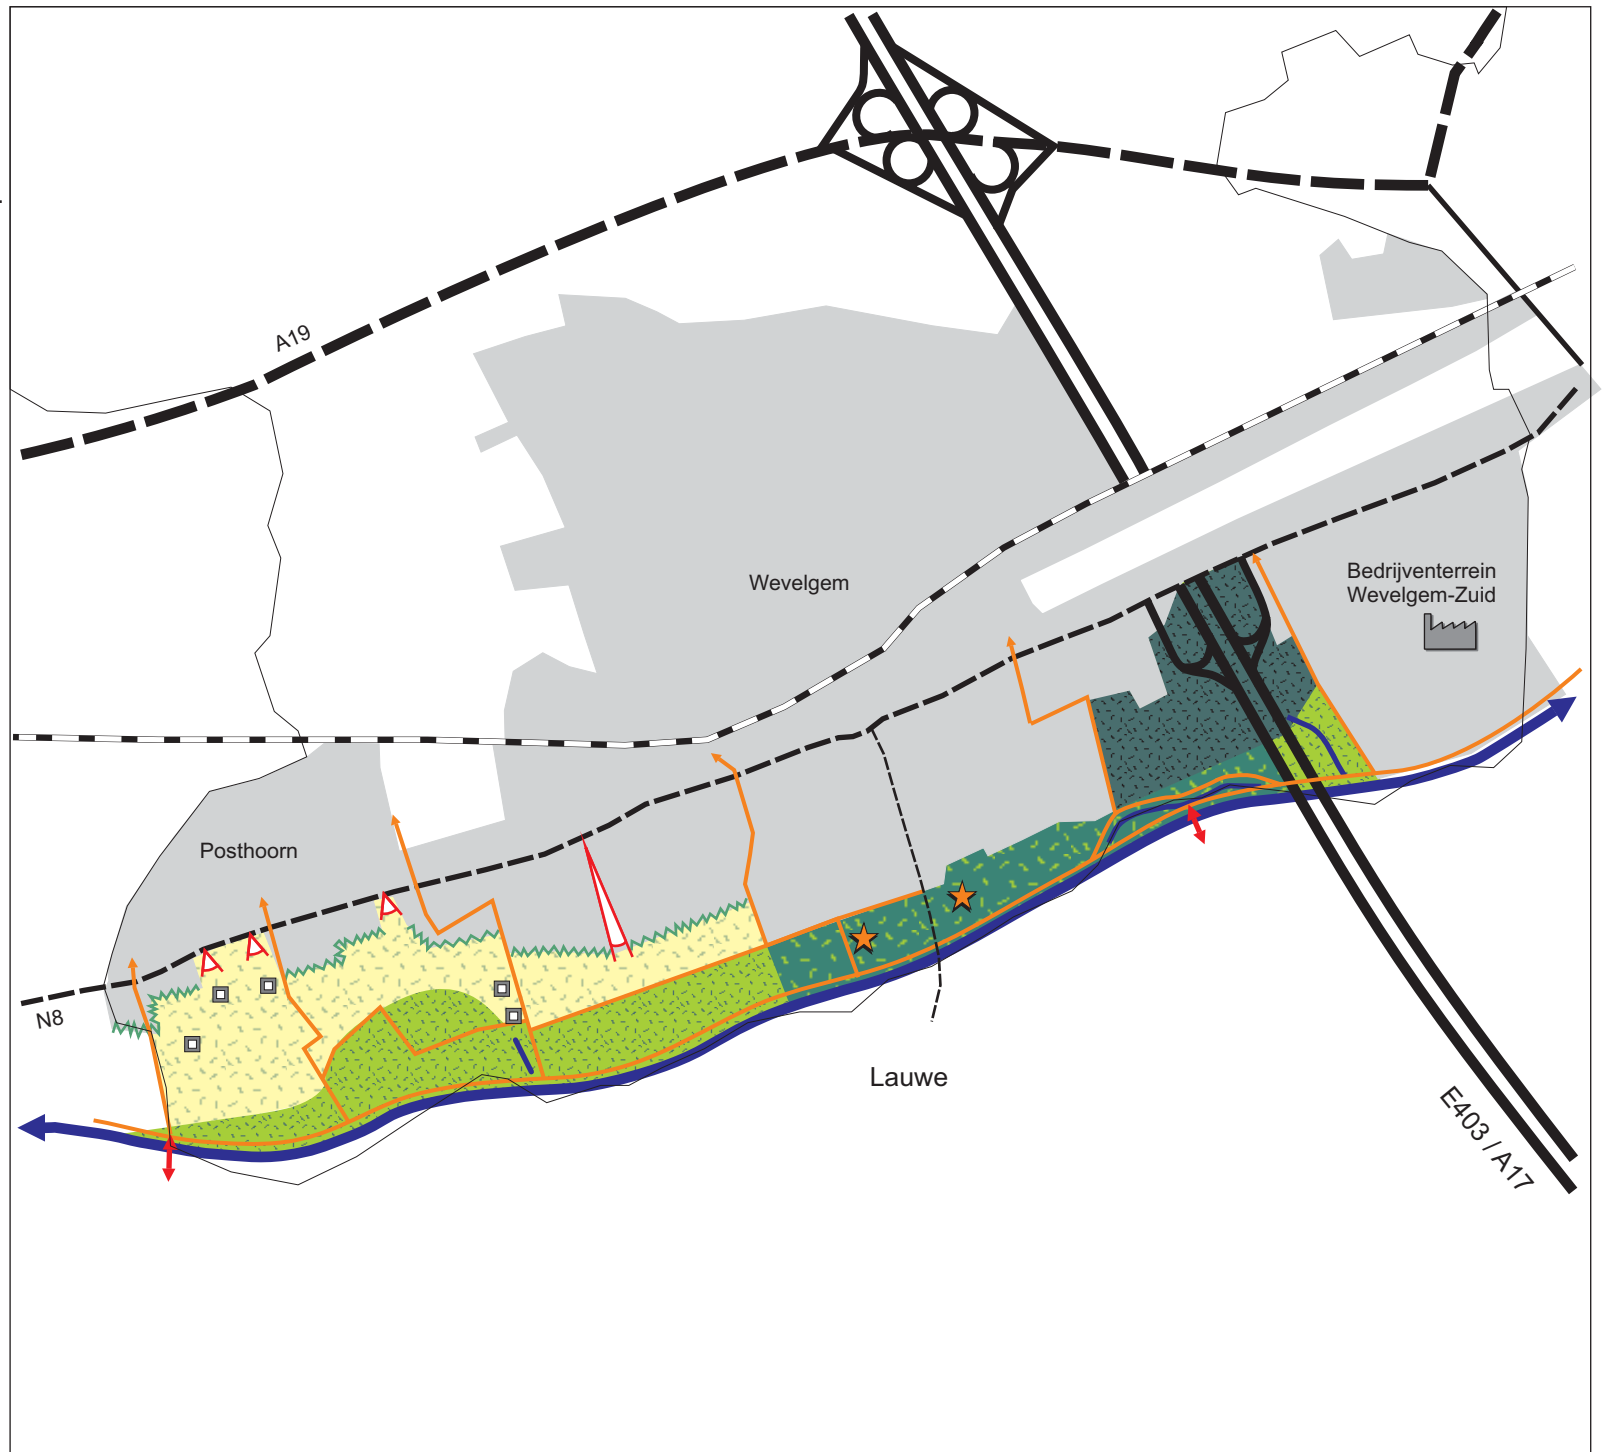 A19
Wevelgem
Bedrijventerrein
Wevelgem-Zuid
Posthoorn
N8
Lauwe
E403 / A17